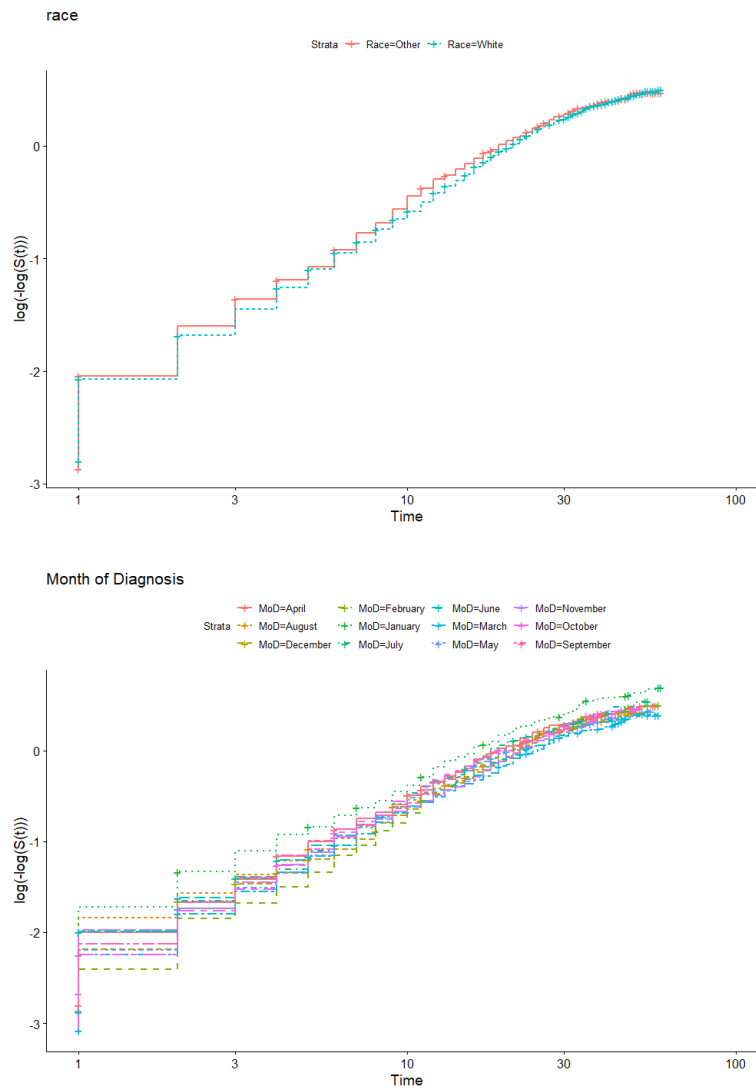 race
Strata Race=Other Race=White
0
-1
-2
-3
log(-log(S(t)))
1 3 10 30 100
Time
Month of Diagnosis
MoD=April MoD=February MoD=June MoD=November
Strata MoD=August MoD=January MoD=March MoD=October
MoD=December MoD=July MoD=May MoD=September
0
-1
-2
-3
log(-log(S(t)))
1 3 10 30 100
Time